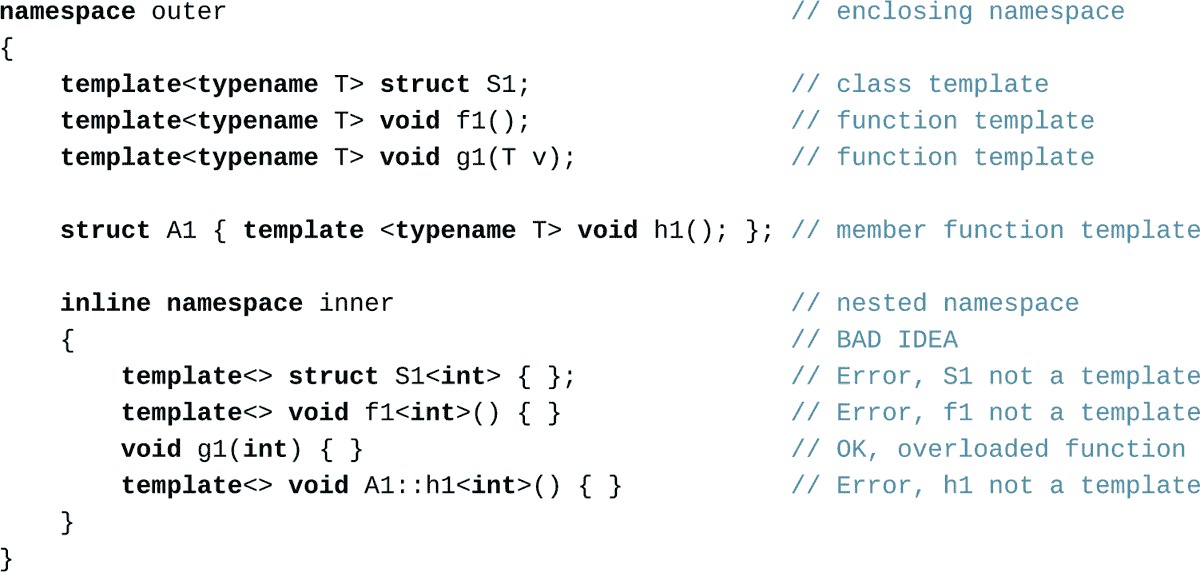 namespace outer                                     // enclosing namespace
{
    template<typename T> struct S1;                 // class template
    template<typename T> void f1();                 // function template
    template<typename T> void g1(T v);              // function template

    struct A1 { template <typename T> void h1(); }; // member function template

    inline namespace inner                          // nested namespace
    {                                               // BAD IDEA
        template<> struct S1<int> { };              // Error, S1 not a template
        template<> void f1<int>() { }               // Error, f1 not a template
        void g1(int) { }                            // OK, overloaded function
        template<> void A1::h1<int>() { }           // Error, h1 not a template
    }
}